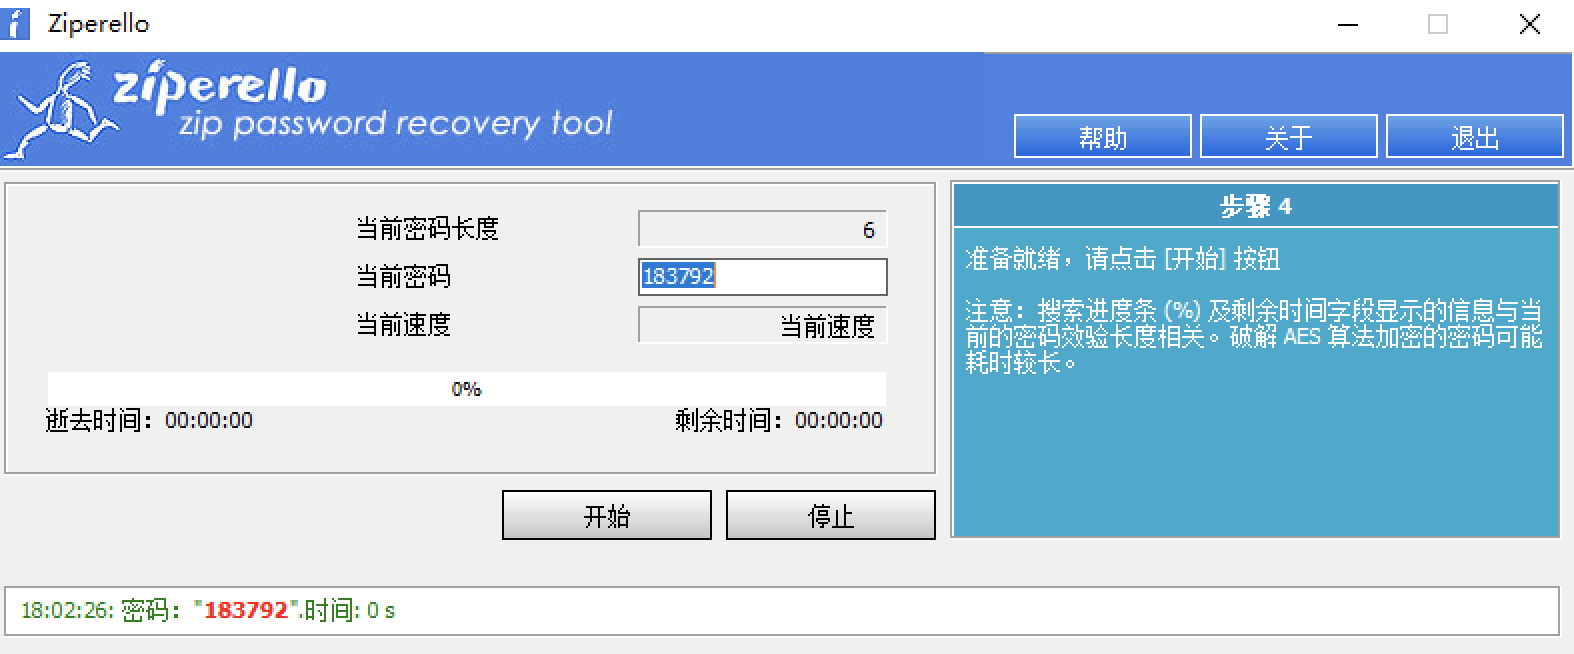 Ziperello
ziperello
zip password recovery tool
帮助
关于
退出
当前密码长度
6
当前密码
183792
当前速度
当前速度
0%
逝去时间：00:00:00
剩余时间：00:00:00
开始
停止
步骤 4
准备就绪，请点击 [开始] 按钮
注意：搜索进度条 (%) 及剩余时间字段显示的信息与当
前的密码效验长度相关。破解 AES 算法加密的密码可能
耗时较长。
18:02:26: 密码："183792".时间: 0 s